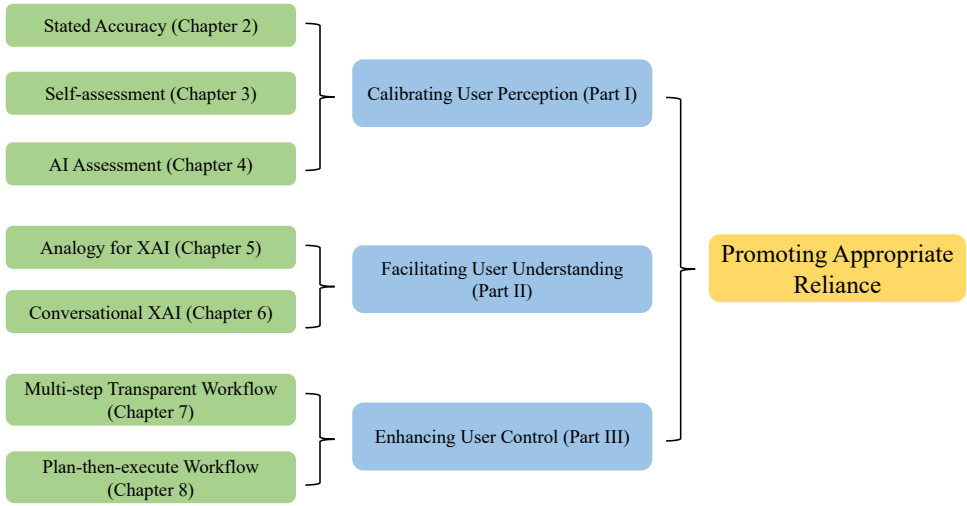 Stated Accuracy (Chapter 2)
Self-assessment (Chapter 3)
AI Assessment (Chapter 4)
Calibrating User Perception (Part I)
Analogy for XAI (Chapter 5)
Conversational XAI (Chapter 6)
Facilitating User Understanding
(Part II)
Multi-step Transparent Workflow
(Chapter 7)
Plan-then-execute Workflow
(Chapter 8)
Enhancing User Control (Part III)
Promoting Appropriate
Reliance